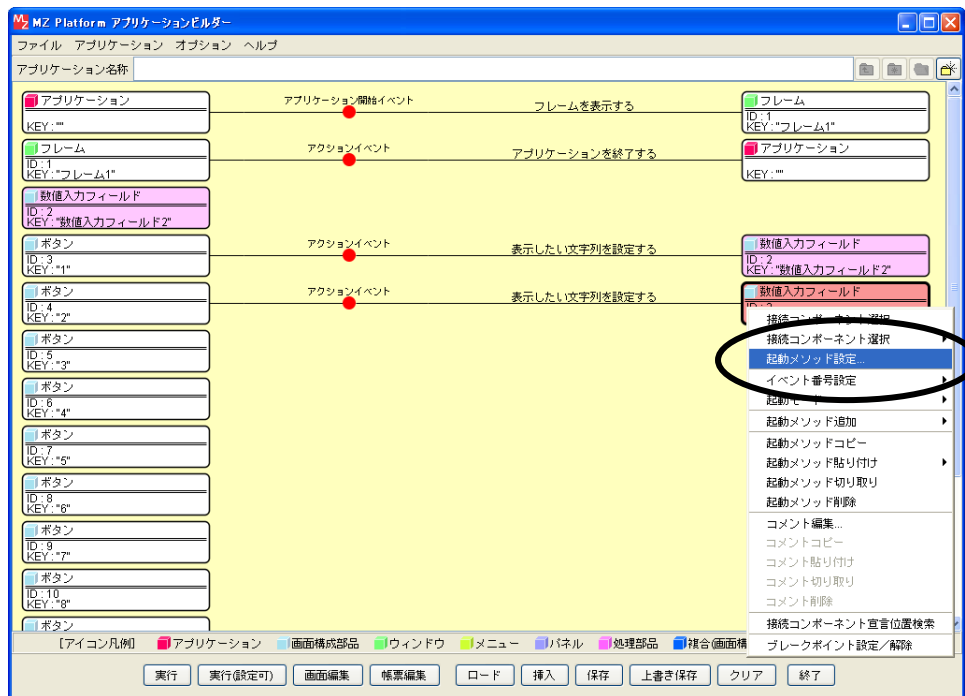 MZ Platform アプリケーションビルダー
ファイル アプリケーション オプション ヘルプ
アプリケーション名称
アプリケーション
KEY:""
アプリケーション開始イベント
フレームを表示する
フレーム
ID:1
KEY:"フレーム1"
フレーム
ID:1
KEY:"フレーム1"
アクションイベント
アプリケーションを終了する
アプリケーション
KEY:""
数値入力フィールド
ID:2
KEY:"数値入力フィールド2"
ボタン
ID:3
KEY:"1"
アクションイベント
表示したい文字列を設定する
数値入力フィールド
ID:2
KEY:"数値入力フィールド2"
ボタン
ID:4
KEY:"2"
アクションイベント
表示したい文字列を設定する
数値入力フィールド
ボタン
ID:5
KEY:"3"
ボタン
ID:6
KEY:"4"
ボタン
ID:7
KEY:"5"
ボタン
ID:8
KEY:"6"
ボタン
ID:9
KEY:"7"
ボタン
ID:10
KEY:"8"
ボタン
接続コンポーネント選択
接続コンポーネント選択
起動メソッド設定...
イベント番号設定
起動モード
起動メソッド追加
起動メソッドコピー
起動メソッド貼り付け
起動メソッド切り取り
起動メソッド削除
コメント編集...
コメントコピー
コメント貼り付け
コメント切り取り
コメント削除
接続コンポーネント宣言位置検索
ブレークポイント設定/解除
[アイコン凡例] アプリケーション 画面構成部品 ウィンドウ メニュー パネル 処理部品 複合(画面構
実行 実行(設定可) 画面編集 帳票編集 ロード 挿入 保存 上書き保存 クリア 終了